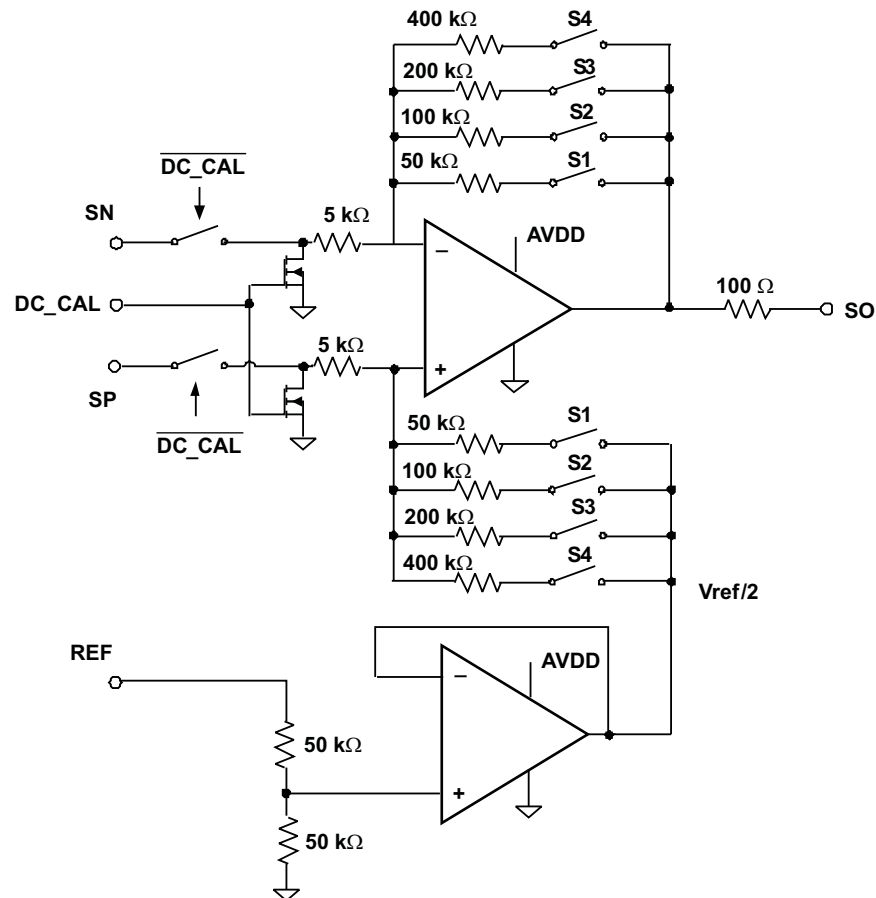 400 kΩ S4
200 kΩ S3
100 kΩ S2
50 kΩ S1
DC_CAL
SN
5 kΩ
AVDD
−
100 Ω
SO
DC_CAL
5 kΩ
+
SP
DC_CAL
50 kΩ S1
100 kΩ S2
200 kΩ S3
400 kΩ S4
Vref/2
REF
AVDD
−
50 kΩ
+
50 kΩ